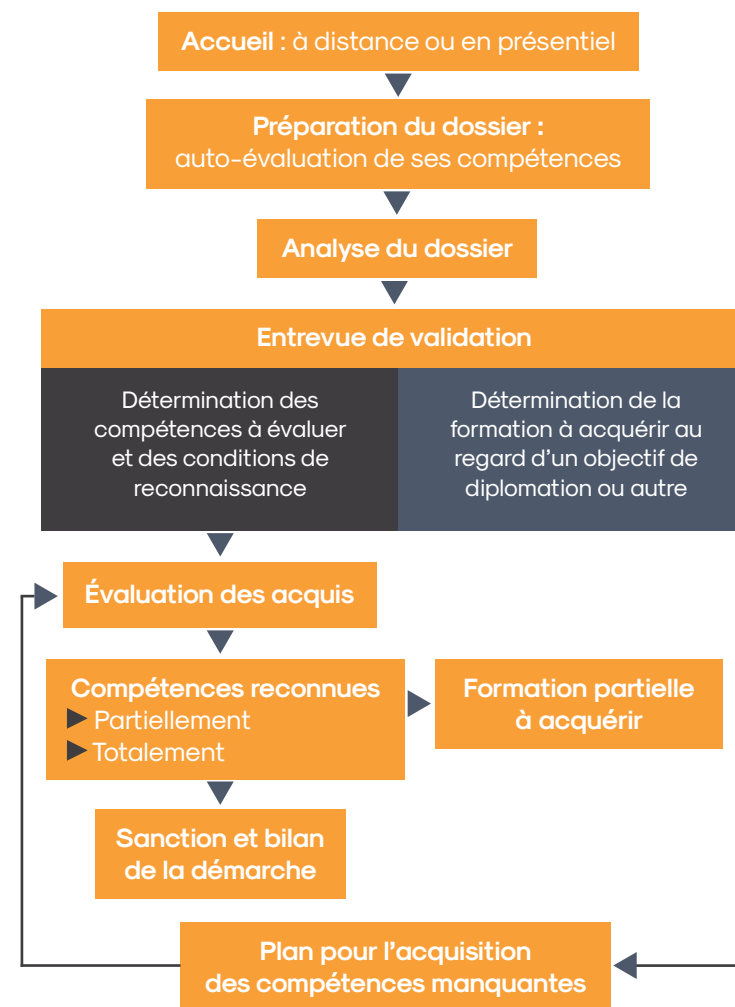 Accueil : à distance ou en présentiel
Préparation du dossier :
auto-évaluation de ses compétences
Analyse du dossier
Entrevue de validation
Détermination des
compétences à évaluer
et des conditions de
reconnaissance
Détermination de la
formation à acquérir au
regard d'un objectif de
diplomation ou autre
Évaluation des acquis
Compétences reconnues
Partiellement
Totalement
Formation partielle
à acquérir
Sanction et bilan
de la démarche
Plan pour l'acquisition
des compétences manquantes